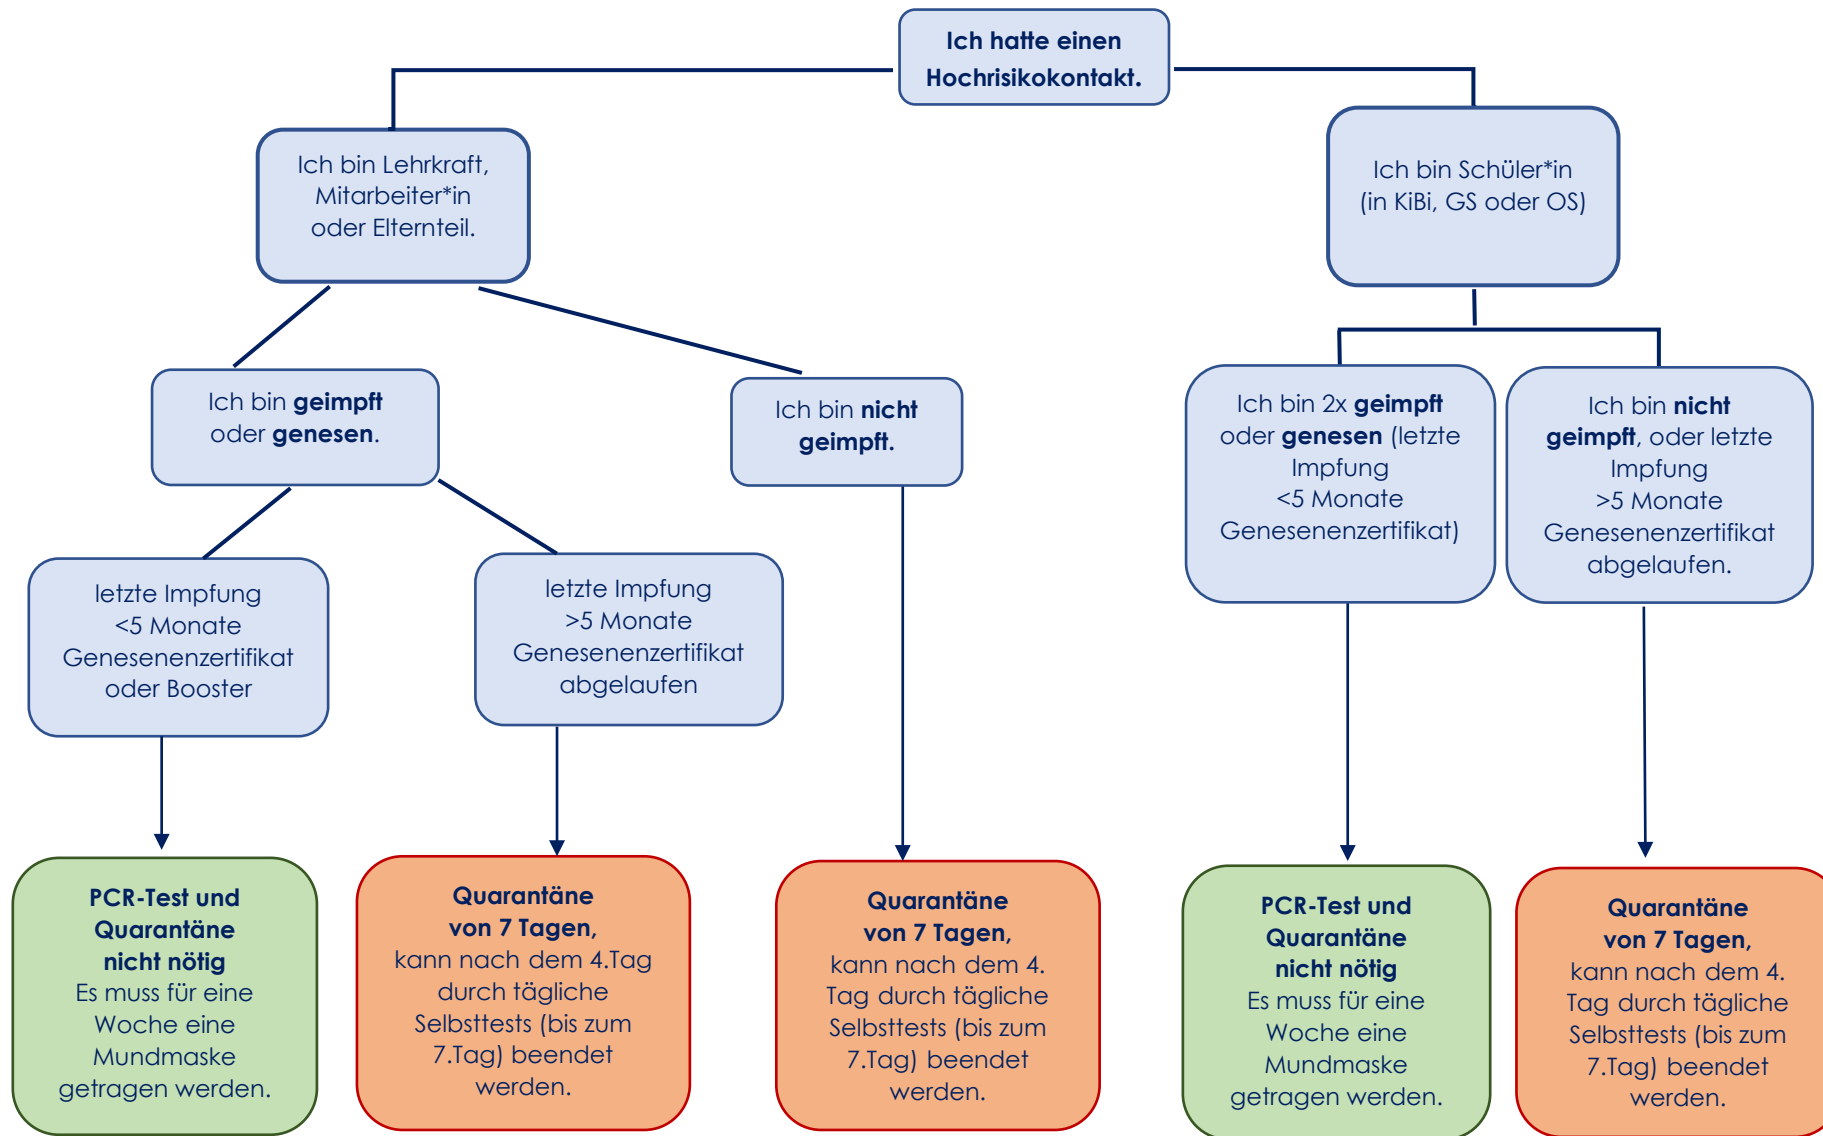 Ich hatte einen
Hochrisikokontakt.
Ich bin Lehrkraft,
Mitarbeiter*in
oder Elternteil.
Ich bin Schüler*in
(in KiBi, GS oder OS)
Ich bin geimpft
oder genesen.
Ich bin nicht
geimpft.
Ich bin 2x geimpft
oder genesen (letzte
Impfung
<5 Monate
Genesenenzertifikat)
Ich bin nicht
geimpft, oder letzte
Impfung
>5 Monate
Genesenenzertifikat
abgelaufen.
letzte Impfung
<5 Monate
Genesenenzertifikat
oder Booster
letzte Impfung
>5 Monate
Genesenenzertifikat
abgelaufen
PCR-Test und
Quarantäne
nicht nötig
Es muss für eine
Woche eine
Mundmaske
getragen werden.
Quarantäne
von 7 Tagen,
kann nach dem 4.Tag
durch tägliche
Selbsttests (bis zum
7.Tag) beendet
werden.
Quarantäne
von 7 Tagen,
kann nach dem 4.
Tag durch tägliche
Selbsttests (bis zum
7.Tag) beendet
werden.
PCR-Test und
Quarantäne
nicht nötig
Es muss für eine
Woche eine
Mundmaske
getragen werden.
Quarantäne
von 7 Tagen,
kann nach dem 4.
Tag durch tägliche
Selbsttests (bis zum
7.Tag) beendet
werden.